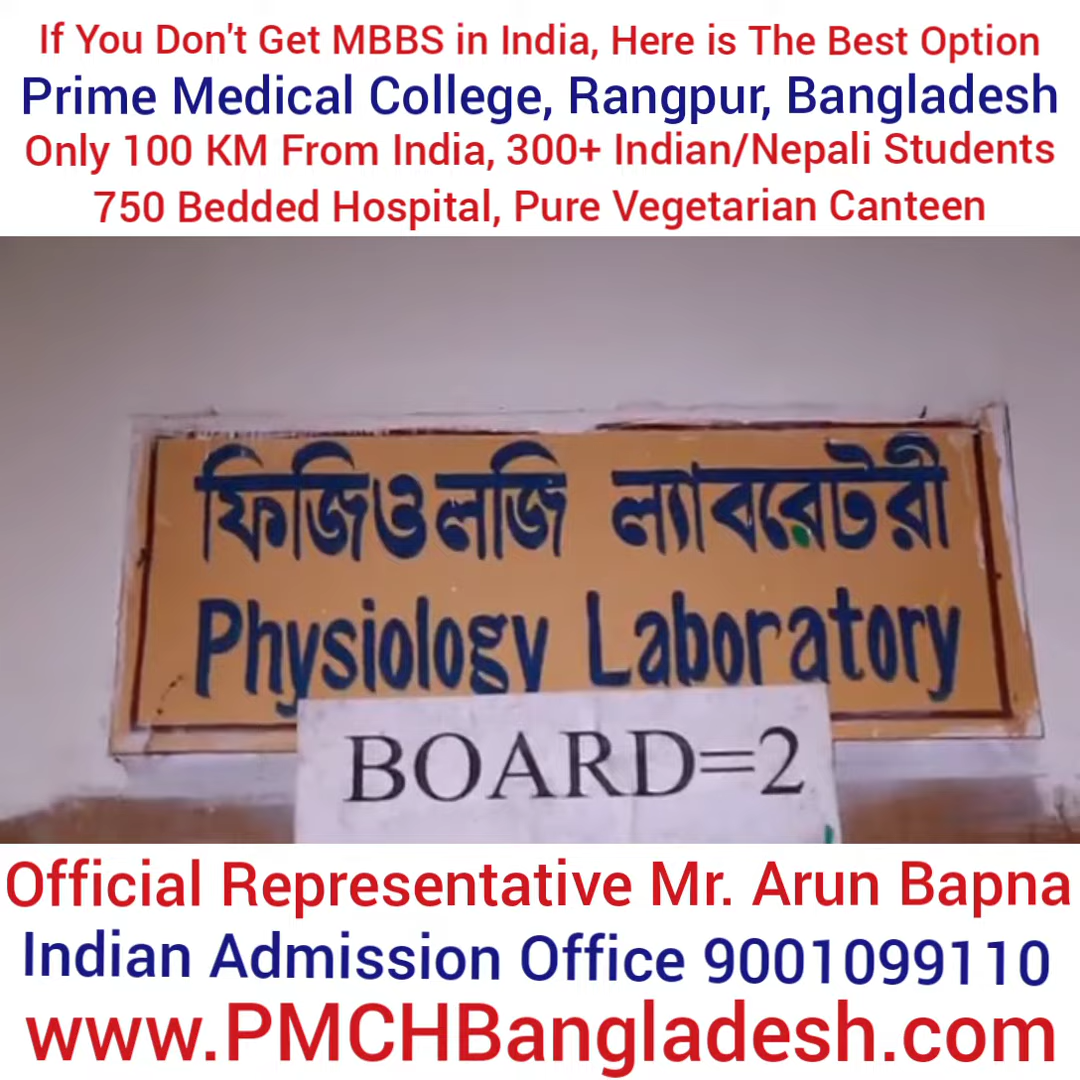 If You Don't Get MBBS in India, Here is The Best Option
Prime Medical College, Rangpur, Bangladesh
Only 100 KM From India, 300+ Indian/Nepali Students
750 Bedded Hospital, Pure Vegetarian Canteen
ফিজিওলজি ল্যাবরেটরী
Physiology Laboratory
BOARD=2
Official Representative Mr. Arun Bapna
Indian Admission Office 9001099110
www.PMCHBangladesh.com